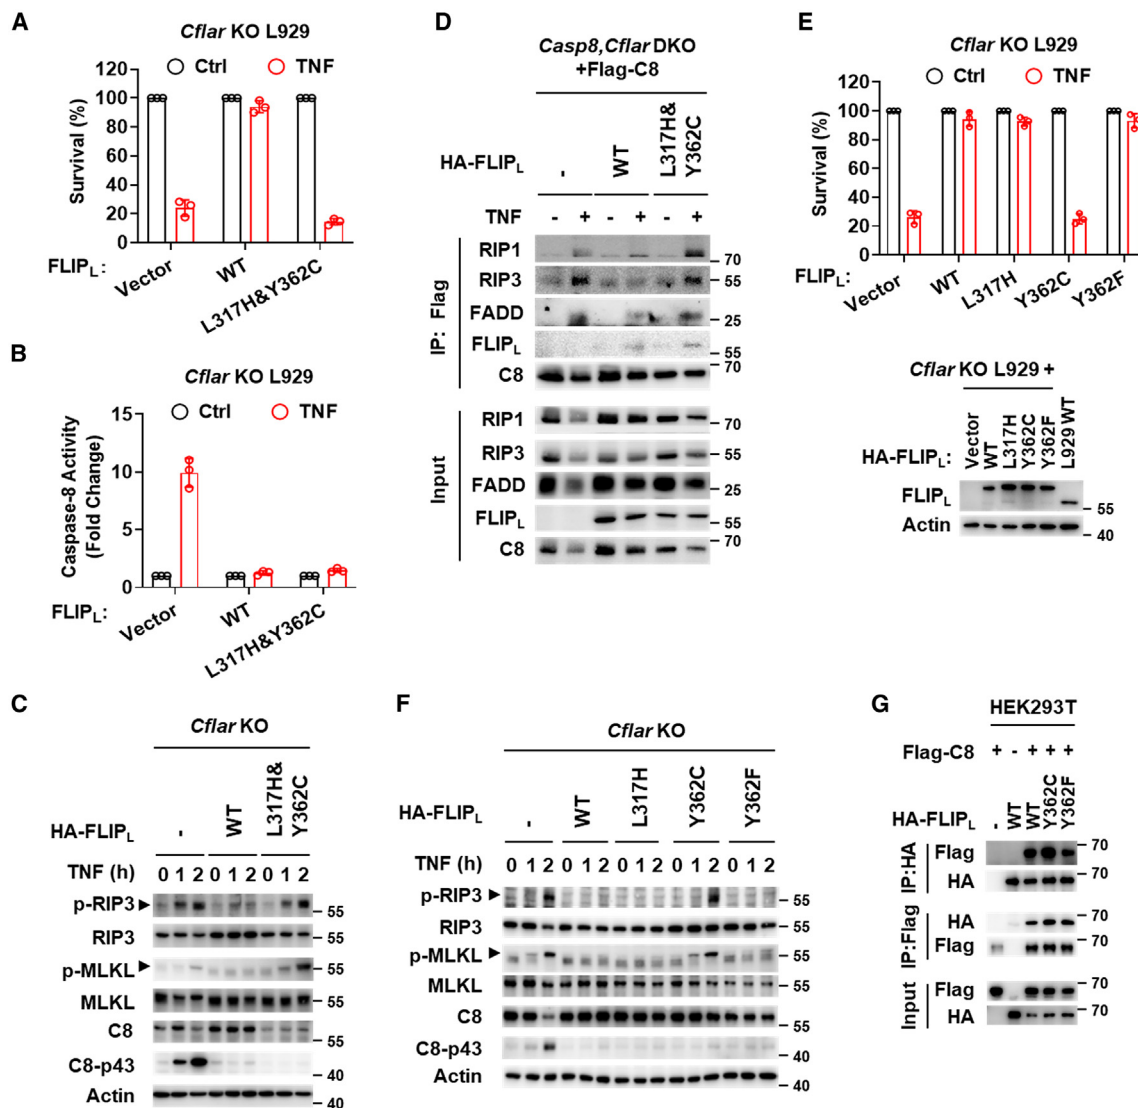 A
Cflar KO L929
Ctrl TNF
Survival (%)
120
100
80
60
40
20
0
FLIPL: Vector WT L317H&Y362C
B
Cflar KO L929
Ctrl TNF
Caspase-8 Activity
(Fold Change)
15
10
5
0
FLIPL: Vector WT L317H&Y362C
C
Cflar KO
HA-FLIPL - WT L317H& Y362C
TNF (h) 0 1 2 0 1 2 0 1 2
p-RIP3 55
RIP3 55
p-MLKL 55
MLKL 55
C8 55
C8-p43 40
Actin 40
D
Casp8,Cflar DKO
+Flag-C8
HA-FLIPL - WT L317H& Y362C
TNF - + - + - +
IP: Flag
RIP1 70
RIP3 55
FADD 25
FLIPL 55
C8 70
Input
RIP1 70
RIP3 55
FADD 25
FLIPL 55
C8 70
E
Cflar KO L929
Ctrl TNF
Survival (%)
120
100
80
60
40
20
0
FLIPL: Vector WT L317H Y362C Y362F
Cflar KO L929 +
HA-FLIPL: Vector WT L317H Y362C Y362F L929 WT
FLIPL 55
Actin 40
F
Cflar KO
HA-FLIPL - WT L317H Y362C Y362F
TNF (h) 0 1 2 0 1 2 0 1 2 0 1 2 0 1 2
p-RIP3 55
RIP3 55
p-MLKL 55
MLKL 55
C8 55
C8-p43 40
Actin 40
G
HEK293T
Flag-C8 + - + + +
HA-FLIPL - WT WT Y362C Y362F
IP:HA
Flag 70
HA 70
IP:Flag
HA 70
Flag 70
Input
Flag 70
HA 70